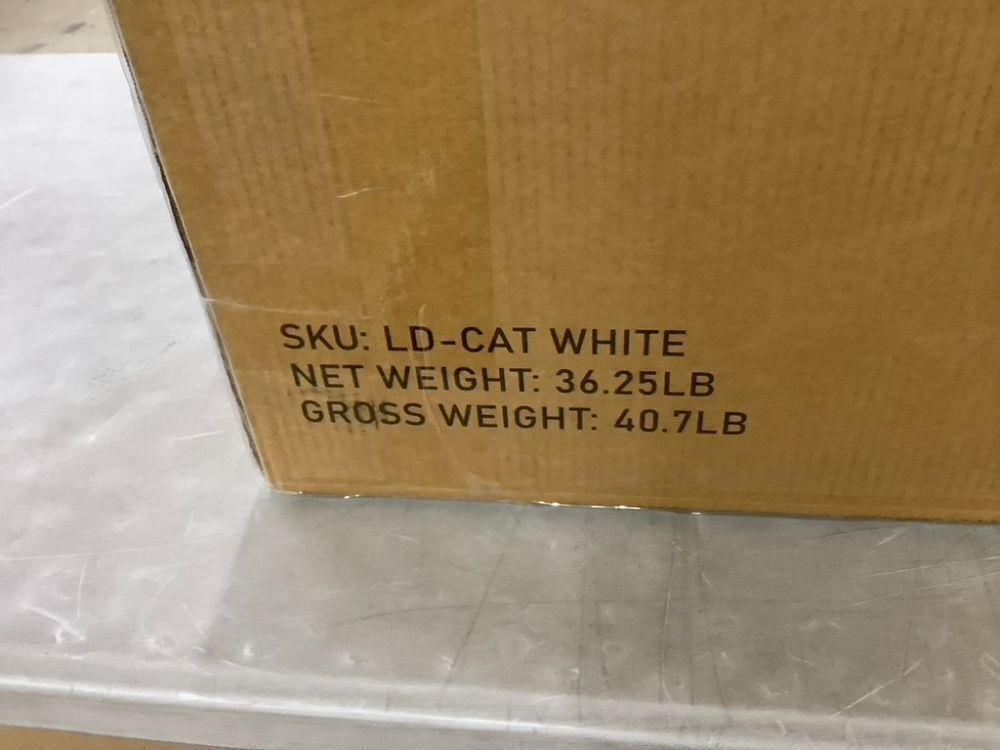 SKU: LD-CAT WHITE
NET WEIGHT: 36.25LB
GROSS WEIGHT: 40.7LB